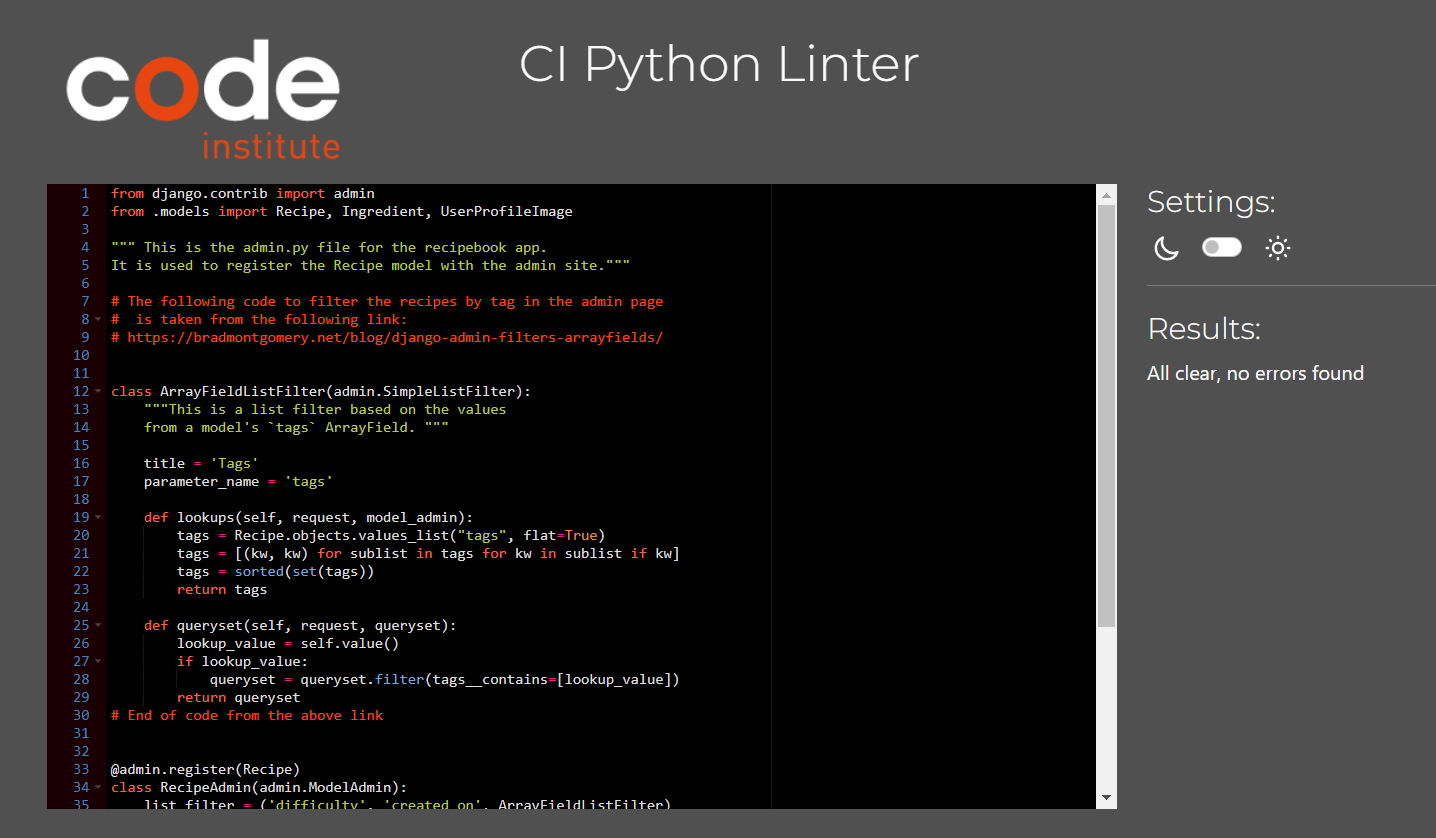 code
institute
CI Python Linter
1 from django.contrib import admin
2 from .models import Recipe, Ingredient, UserProfileImage
3
4 """ This is the admin.py file for the recipebook app.
5 It is used to register the Recipe model with the admin site."""
6
7 # The following code to filter the recipes by tag in the admin page
8 #  is taken from the following link:
9 # https://bradmontgomery.net/blog/django-admin-filters-arrayfields/
10
11
12 class ArrayFieldListFilter(admin.SimpleListFilter):
13     """This is a list filter based on the values
14     from a model's `tags` ArrayField. """
15
16     title = 'Tags'
17     parameter_name = 'tags'
18
19     def lookups(self, request, model_admin):
20         tags = Recipe.objects.values_list("tags", flat=True)
21         tags = [(kw, kw) for sublist in tags for kw in sublist if kw]
22         tags = sorted(set(tags))
23         return tags
24
25     def queryset(self, request, queryset):
26         lookup_value = self.value()
27         if lookup_value:
28             queryset = queryset.filter(tags__contains=[lookup_value])
29         return queryset
30 # End of code from the above link
31
32
33 @admin.register(Recipe)
34 class RecipeAdmin(admin.ModelAdmin):
35     list_filter = ('difficulty', 'created_on', ArrayFieldListFilter)
Settings:
Results:
All clear, no errors found